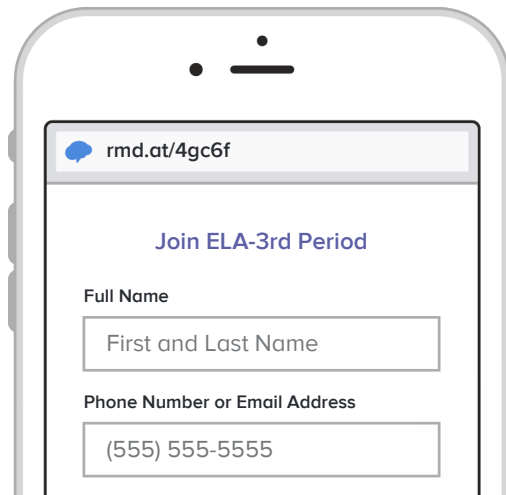 rmd.at/4gc6f
Join ELA-3rd Period
Full Name
First and Last Name
Phone Number or Email Address
(555) 555-5555